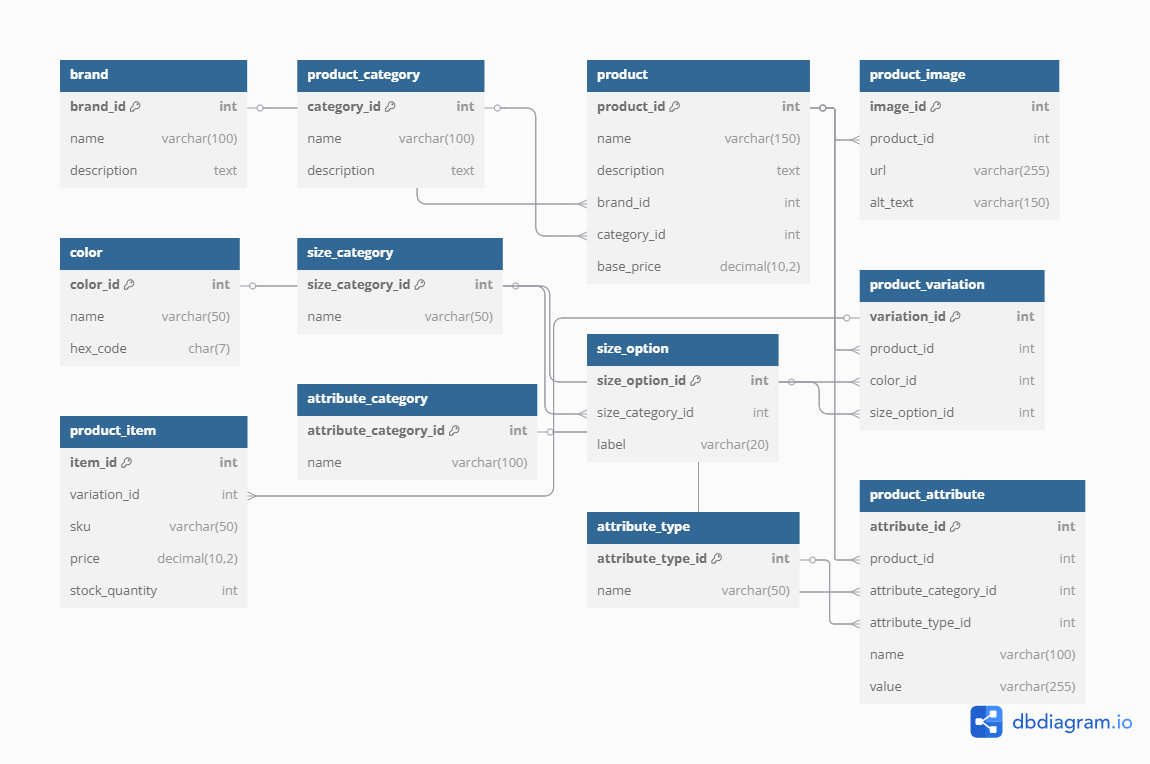 brand
brand_id int
name varchar(100)
description text
product_category
category_id int
name varchar(100)
description text
product
product_id int
name varchar(150)
description text
brand_id int
category_id int
base_price decimal(10,2)
product_image
image_id int
product_id int
url varchar(255)
alt_text varchar(150)
color
color_id int
name varchar(50)
hex_code char(7)
size_category
size_category_id int
name varchar(50)
product_variation
variation_id int
product_id int
color_id int
size_option_id int
size_option
size_option_id int
size_category_id int
label varchar(20)
attribute_category
attribute_category_id int
name varchar(100)
product_item
item_id int
variation_id int
sku varchar(50)
price decimal(10,2)
stock_quantity int
attribute_type
attribute_type_id int
name varchar(50)
product_attribute
attribute_id int
product_id int
attribute_category_id int
attribute_type_id int
name varchar(100)
value varchar(255)
dbdiagram.io